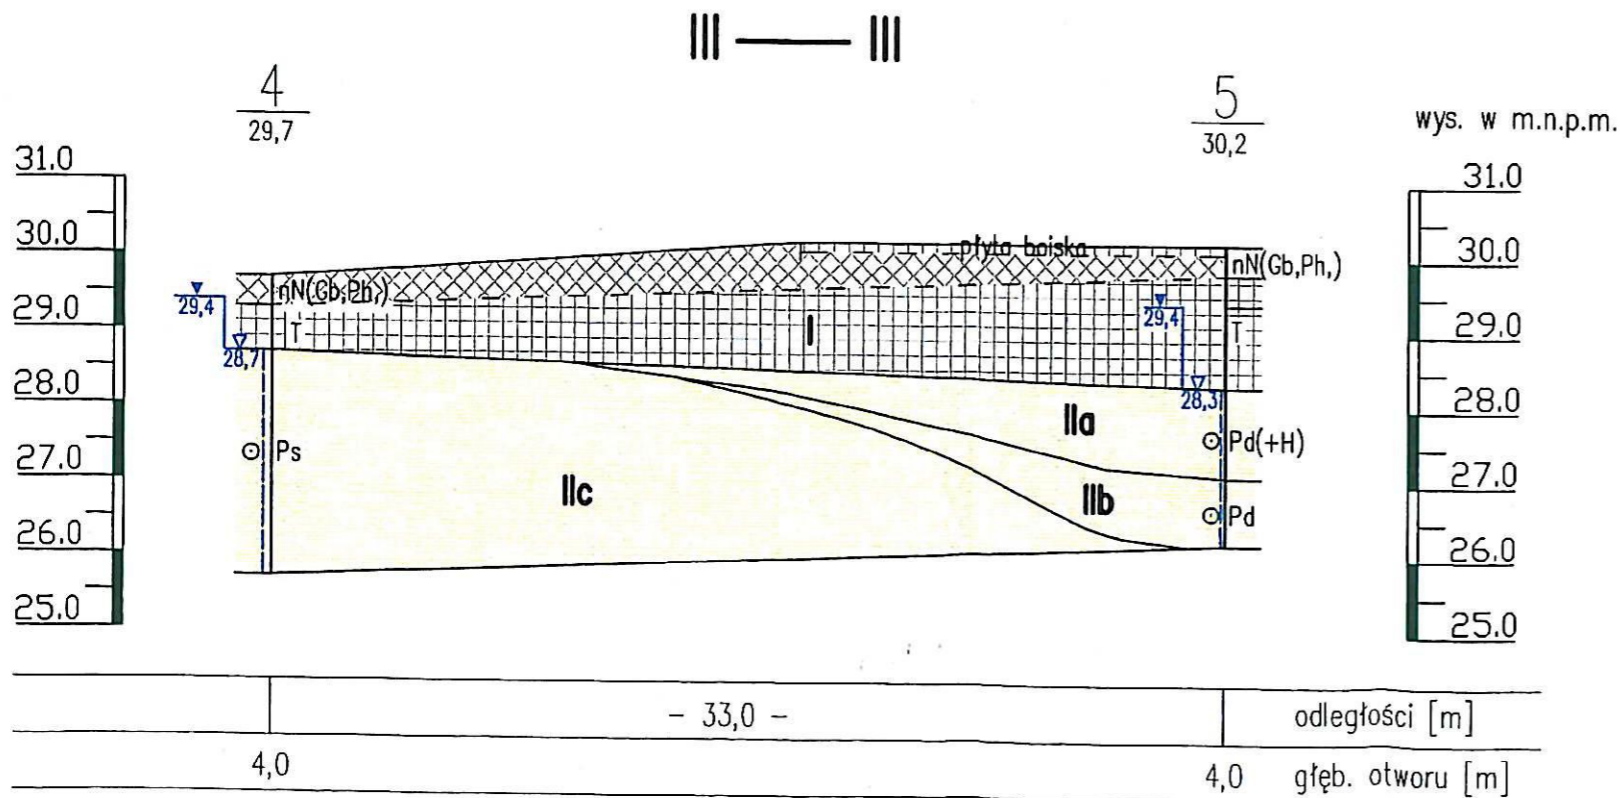 III — III
4
29,7
5
30,2
wys. w m.n.p.m.
31.0
30.0
29.0
28.0
27.0
26.0
25.0
31.0
30.0
29.0
28.0
27.0
26.0
25.0
płyta boiska
nN(Gb,Ph,)
nN(Gb,Ph,)
29,4
28,7
T
I
29,4
T
28,3
IIa
Pd(+H)
Ps
IIc
IIb
Pd
- 33,0 -
odległości [m]
4,0
4,0
głęb. otworu [m]